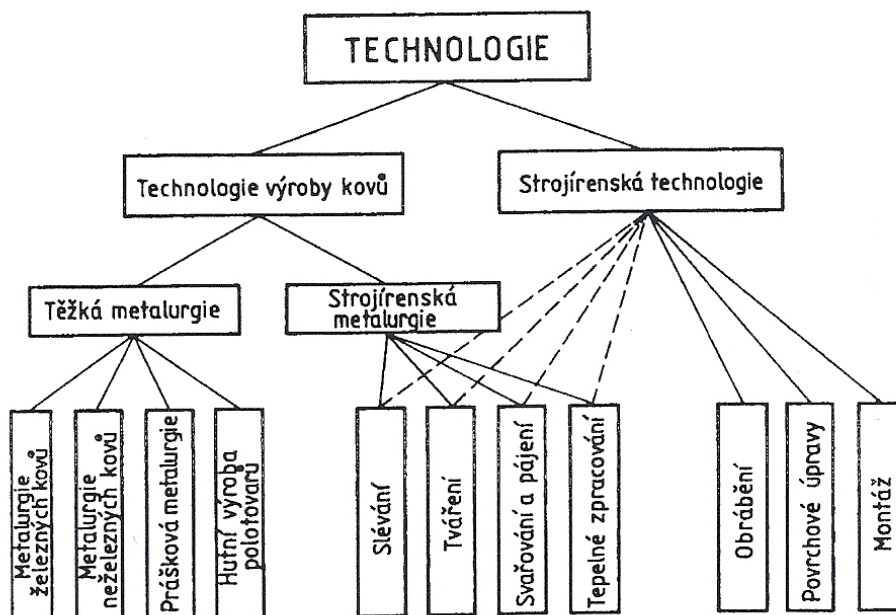 TECHNOLOGIE
Technologie výroby kovů
Strojírenská technologie
Těžká metalurgie
Strojírenská
metalurgie
Metalurgie
železných kovů
Metalurgie
neželezných kovů
Prášková metalurgie
Hutní výroba
polotovarů
Slévání
Tváření
Svařování a pájení
Tepelné zpracování
Obrábění
Povrchové úpravy
Montáž